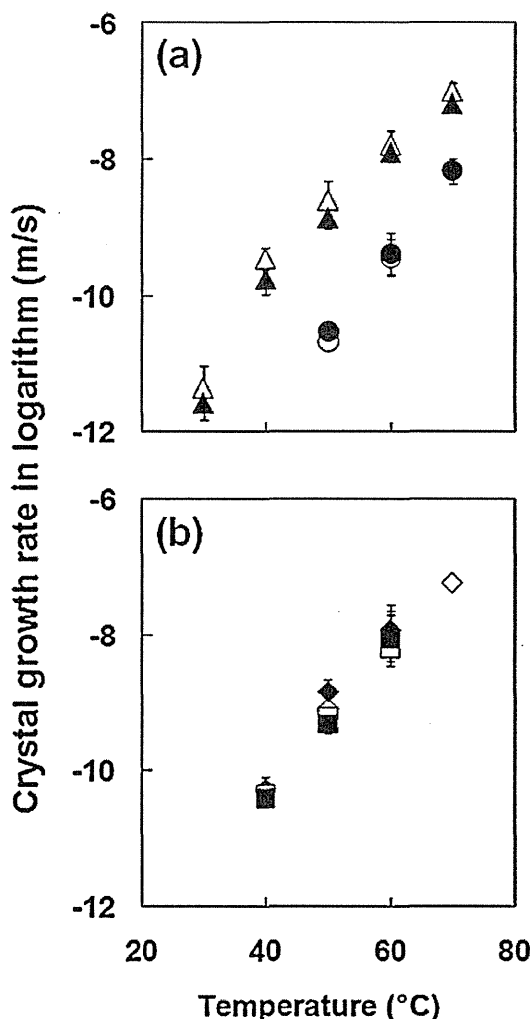 Crystal growth rate in logarithm (m/s)
-6
(a)
-8
-10
-12
-6
(b)
-8
-10
-12
20 40 60 80
Temperature (°C)